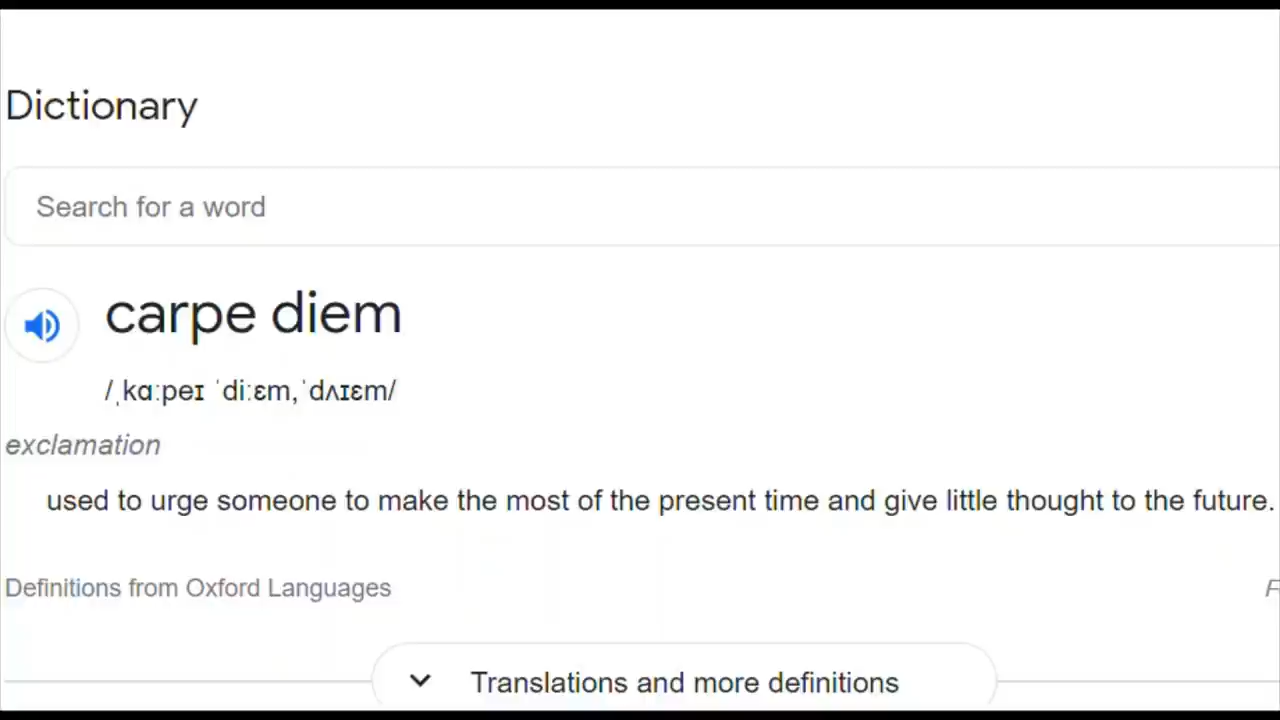 Dictionary
Search for a word
carpe diem
/ˌkɑːpeɪ ˈdiːɛm,ˈdʌɪɛm/
exclamation
used to urge someone to make the most of the present time and give little thought to the future.
Definitions from Oxford Languages
Translations and more definitions